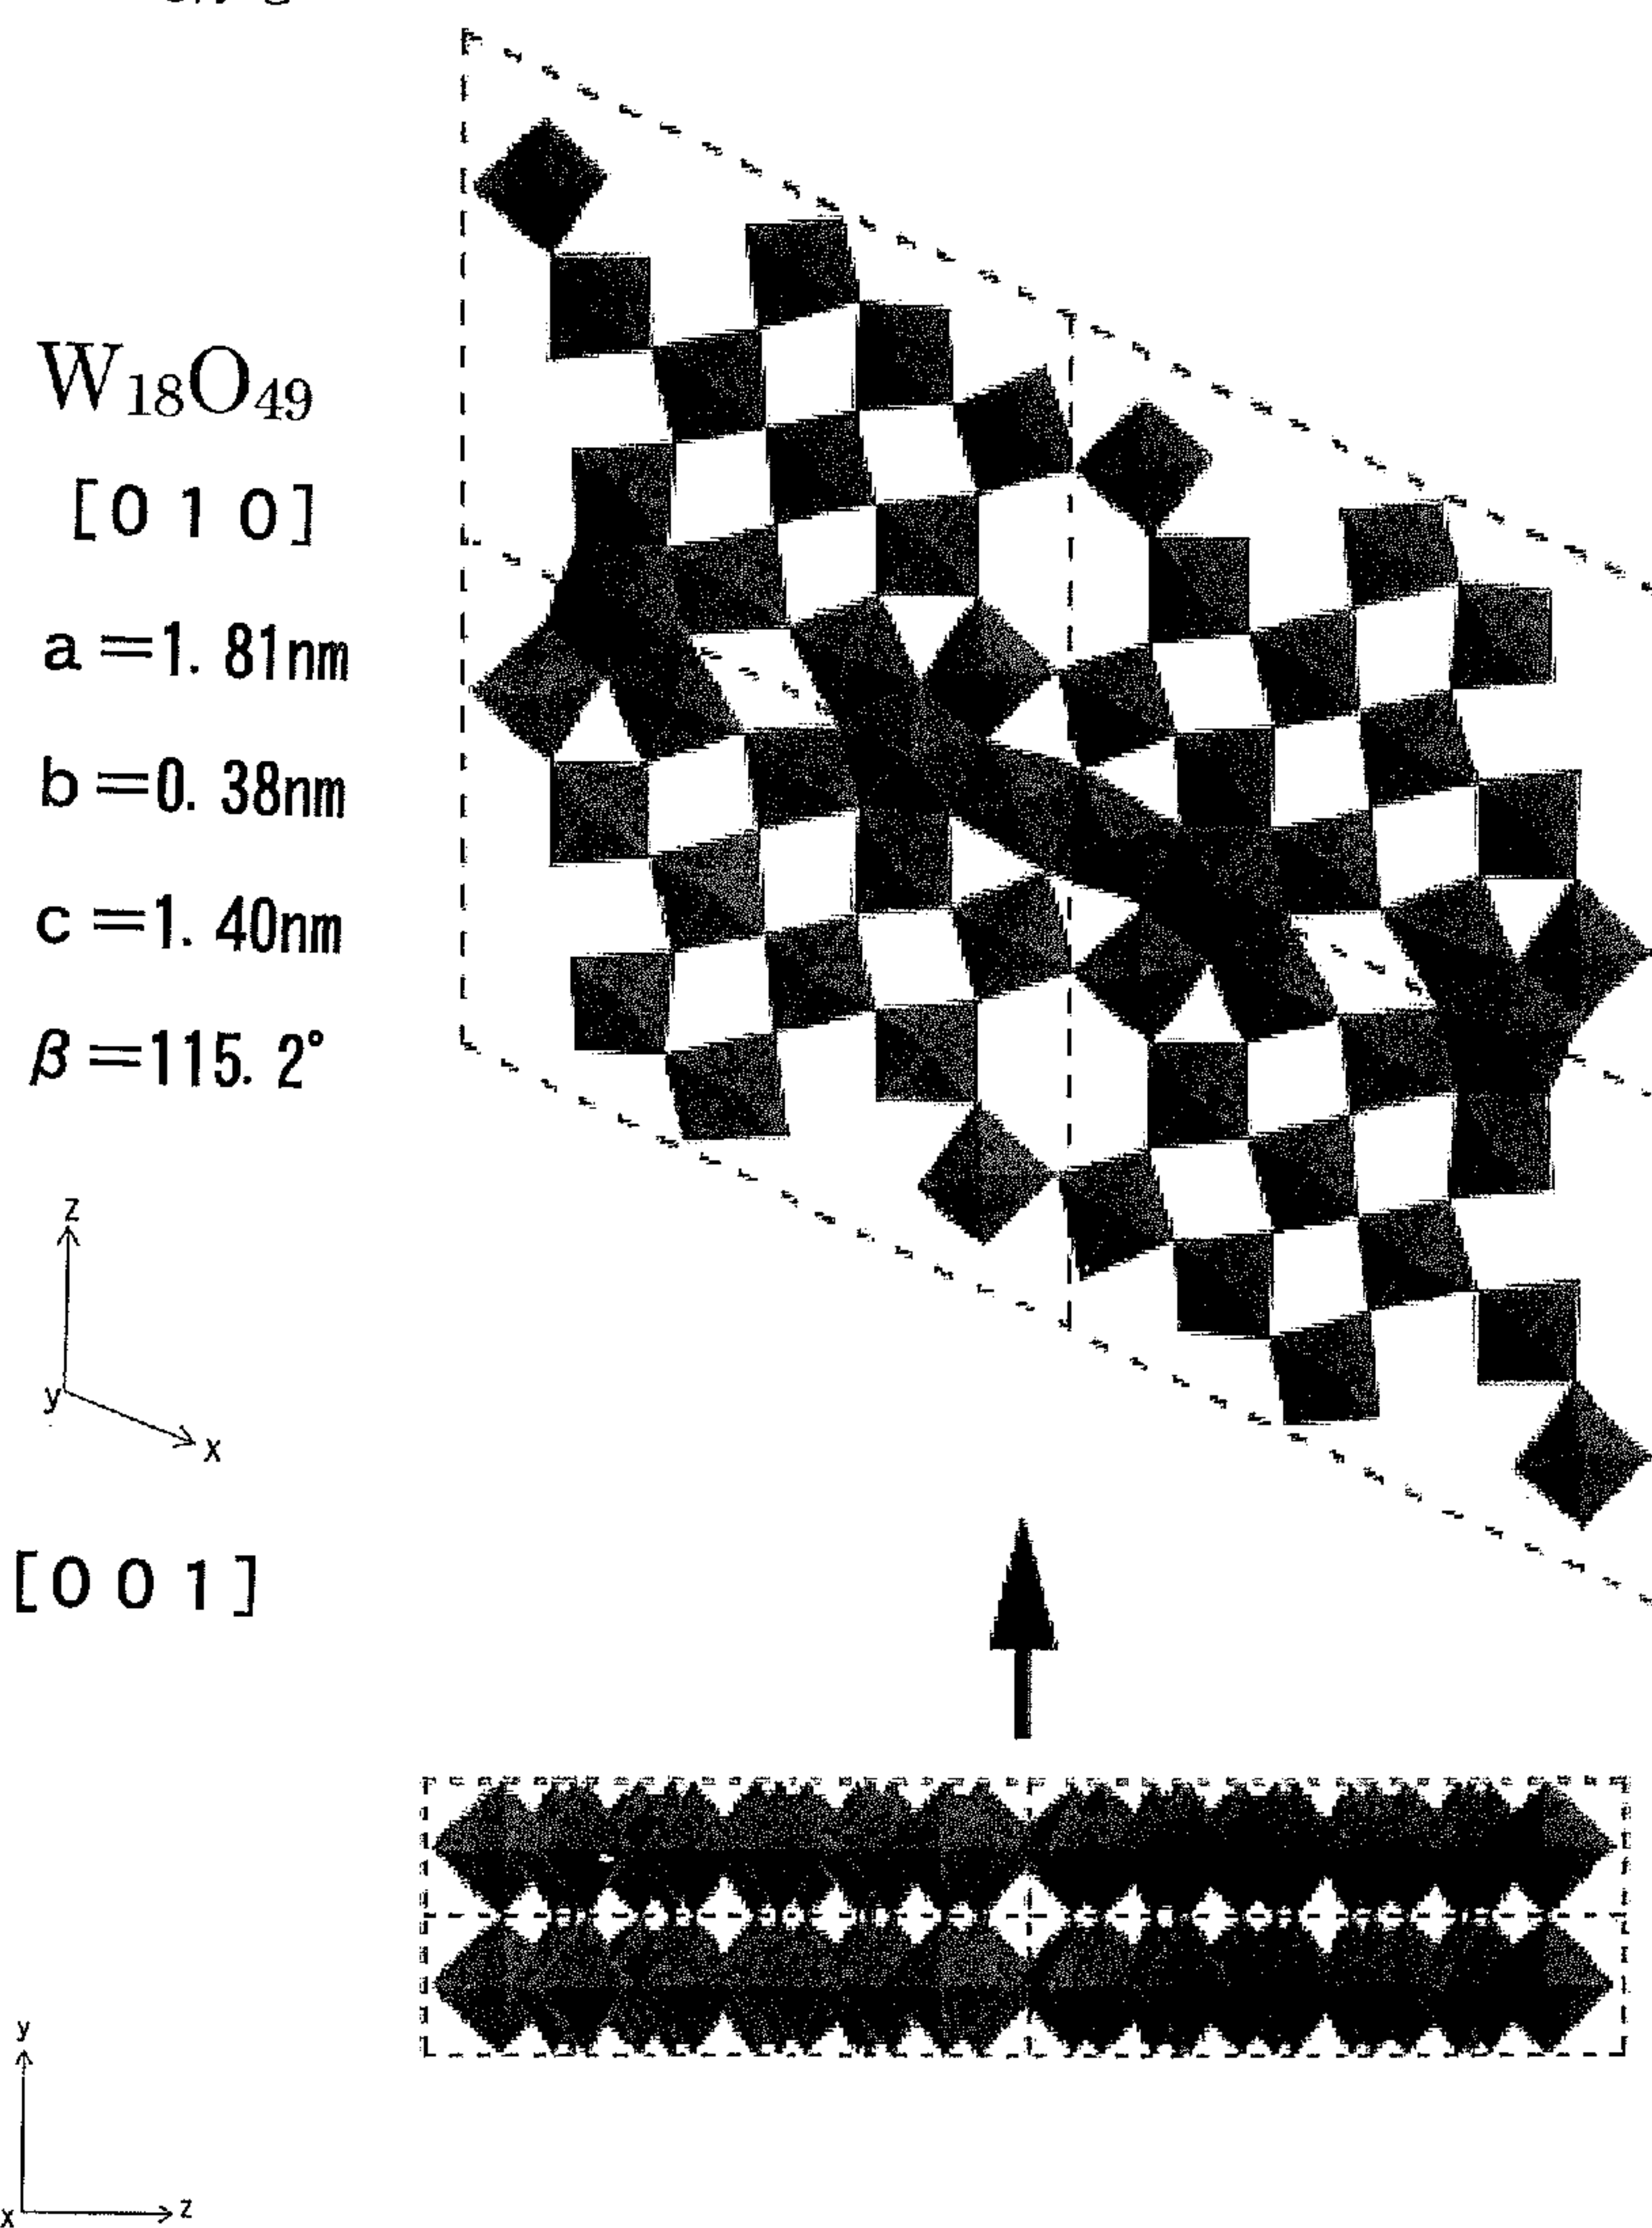 W₁₈O₄₉
[0 1 0]
a=1.81nm
b=0.38nm
c=1.40nm
β=115.2°
z
y
x
[0 0 1]
y
x
z